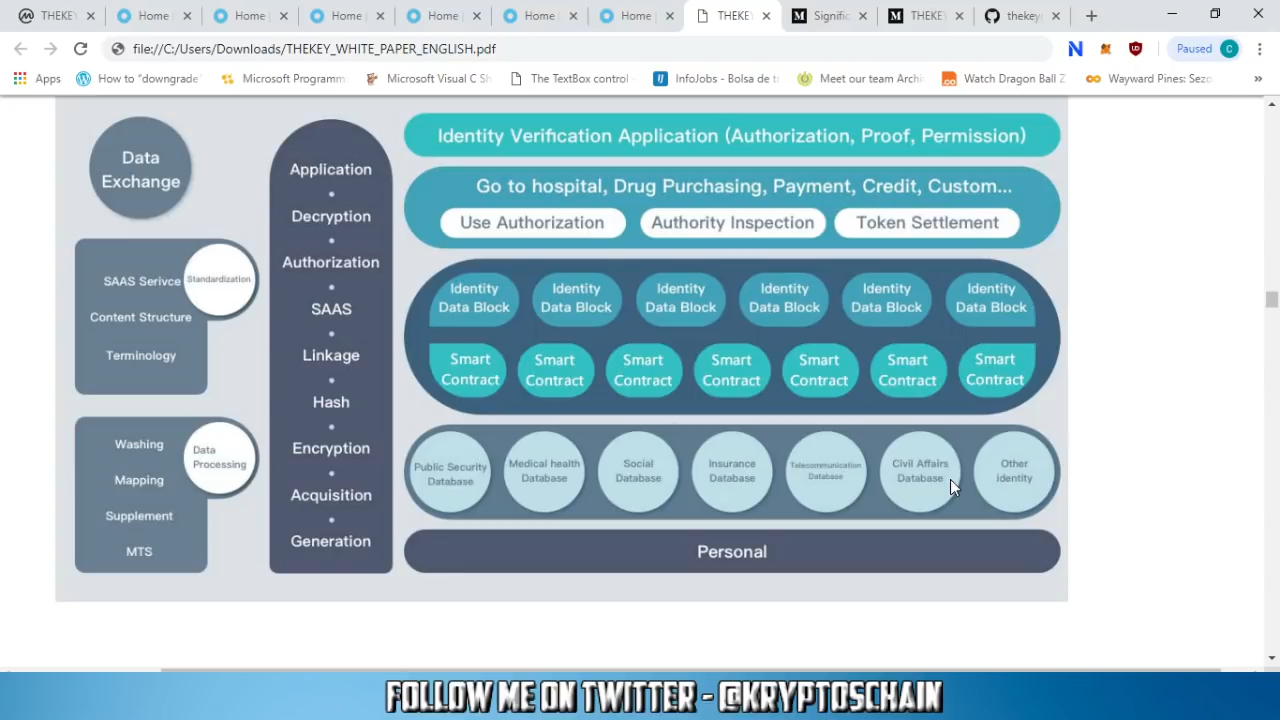 THEKEY
Home
Home
Home
Home
Home
Home
THEKEY
Signific
THEKEY
thekey
file://C:/Users/Downloads/THEKEY_WHITE_PAPER_ENGLISH.pdf
Paused
C
Apps
How to "downgrade
Microsoft Programm
Microsoft Visual C Sh
The TextBox control
InfoJobs - Bolsa de t
Meet our team Archi
Watch Dragon Ball Z
Wayward Pines: Sezo
Data
Exchange
SAAS Serivce
Content Structure
Terminology
Standardization
Washing
Mapping
Supplement
MTS
Data
Processing
Application
Decryption
Authorization
SAAS
Linkage
Hash
Encryption
Acquisition
Generation
Identity Verification Application (Authorization, Proof, Permission)
Go to hospital, Drug Purchasing, Payment, Credit, Custom...
Use Authorization Authority Inspection Token Settlement
Identity Identity Identity Identity Identity Identity
Data Block Data Block Data Block Data Block Data Block Data Block
Smart Smart Smart Smart Smart Smart Smart
Contract Contract Contract Contract Contract Contract Contract
Public Security Medical health Social Insurance Telecommunication Civil Affairs Other
Database Database Database Database Database Database identity
Personal
FOLLOW ME ON TWITTER - @KRYPTOSCHAIN